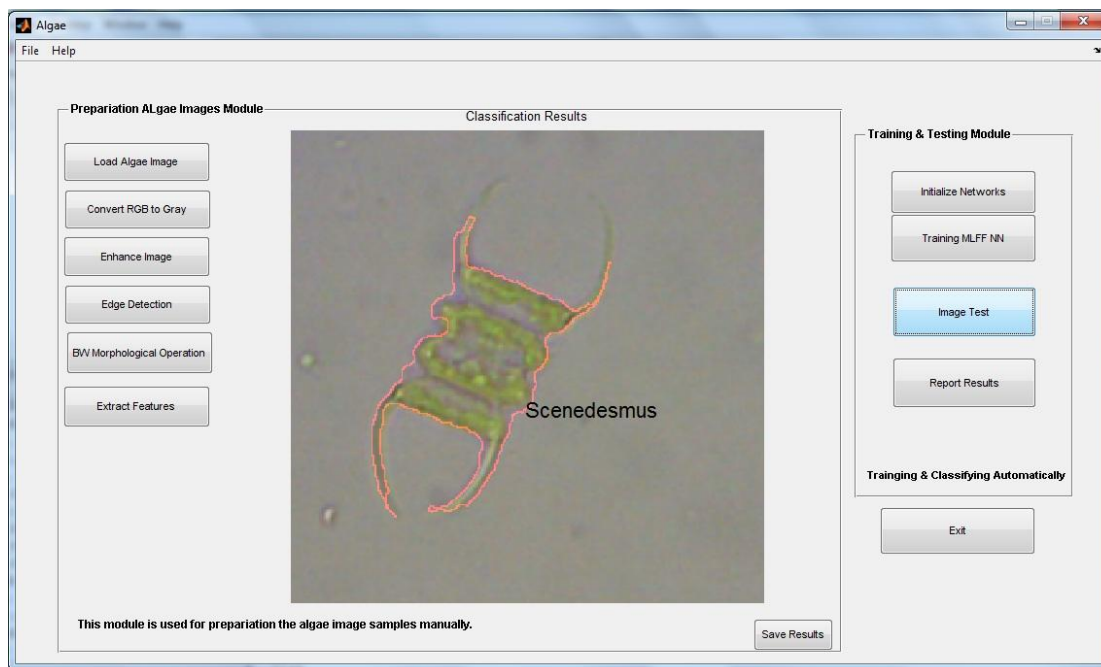 Algae
File Help
Prepariation ALgae Images Module
Classification Results
Load Algae Image
Convert RGB to Gray
Enhance Image
Edge Detection
BW Morphological Operation
Extract Features
Scenedesmus
This module is used for prepariation the algae image samples manually.
Save Results
Training & Testing Module
Initialize Networks
Training MLFF NN
Image Test
Report Results
Trainging & Classifying Automatically
Exit